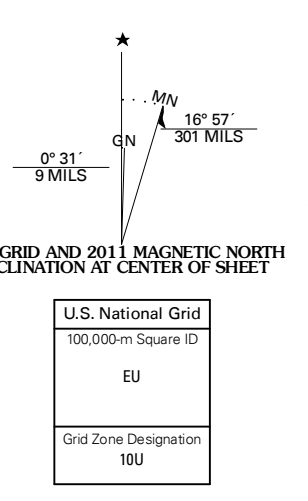 ★
MN
16° 57´
301 MILS
GN
0° 31´
9 MILS
GRID AND 2011 MAGNETIC NORTH
CLINATION AT CENTER OF SHEET
U.S. National Grid
100,000-m Square ID
EU
Grid Zone Designation
10U